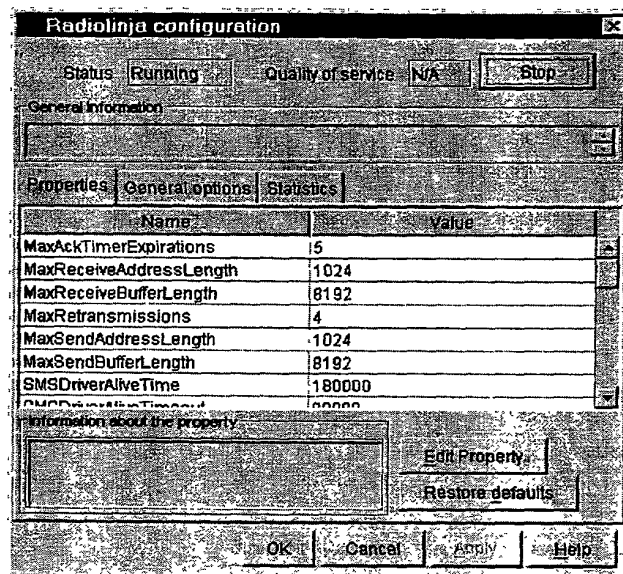 Radiolinja configuration
Status Running Quality of service N/A Stop
General Information
Properties General options Statistics
Name Value
MaxAckTimerExpirations 5
MaxReceiveAddressLength 1024
MaxReceiveBufferLength 8192
MaxRetransmissions 4
MaxSendAddressLength 1024
MaxSendBufferLength 8192
SMSDriverAliveTime 180000
SMSDriverAliveTimeout
Information about the property
Edit Property...
Restore defaults
OK Cancel Apply Help